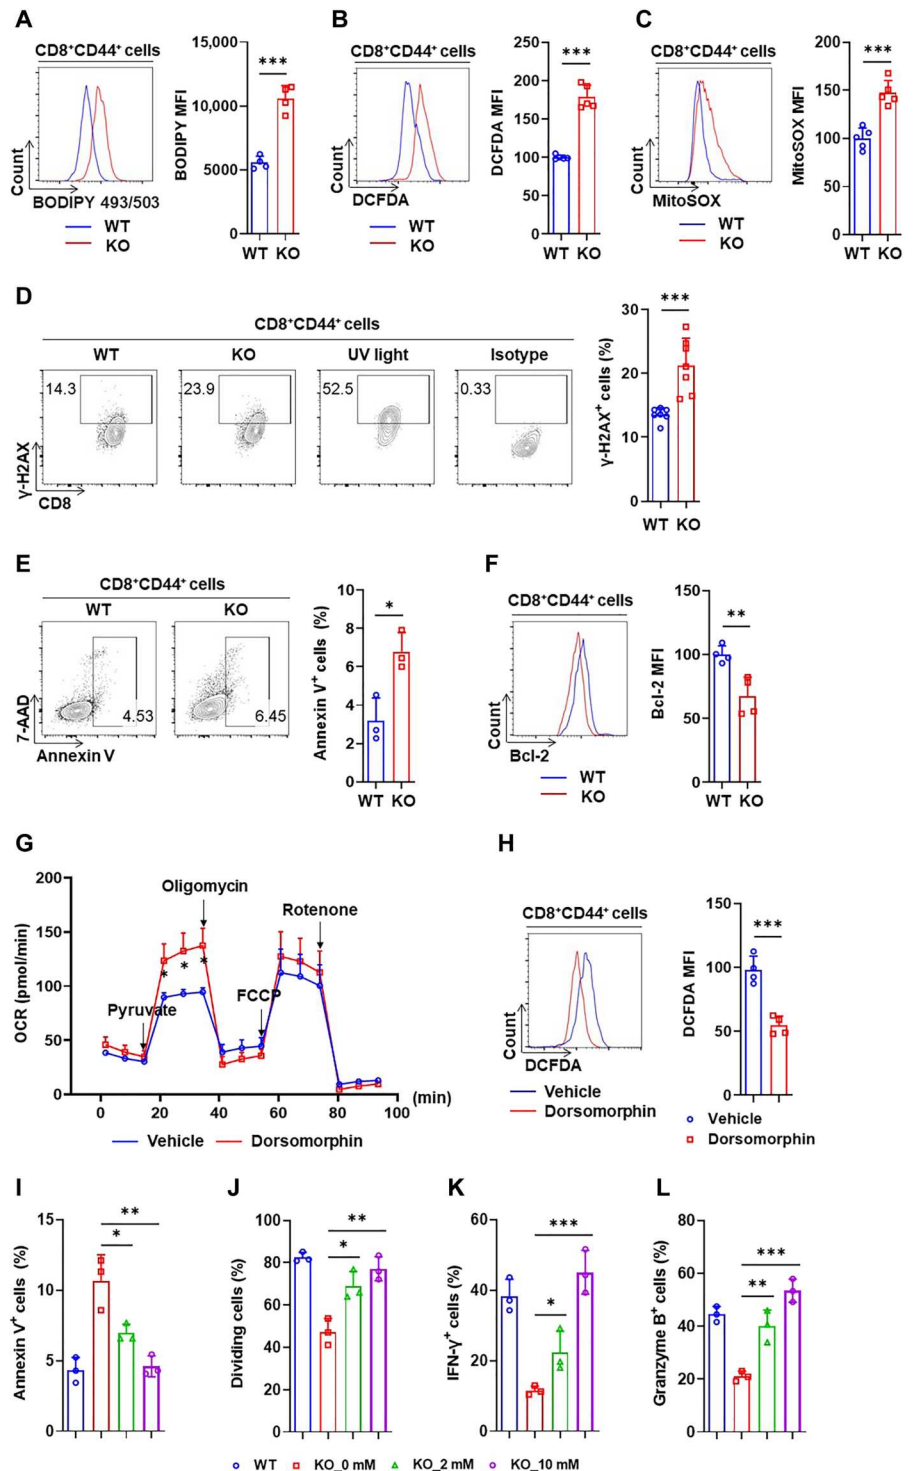 A
CD8⁺CD44⁺ cells
Count
BODIPY 493/503
WT
KO
BODIPY MFI
15,000
10,000
5000
0
***
WT KO
B
CD8⁺CD44⁺ cells
Count
DCFDA
WT
KO
DCFDA MFI
250
200
150
100
50
0
***
WT KO
C
CD8⁺CD44⁺ cells
Count
MitoSOX
WT
KO
MitoSOX MFI
200
150
100
50
0
***
WT KO
D
CD8⁺CD44⁺ cells
WT KO UV light Isotype
14.3 23.9 52.5 0.33
γ-H2AX
CD8
γ-H2AX⁺ cells (%)
30
20
10
0
***
WT KO
E
CD8⁺CD44⁺ cells
WT KO
4.53 6.45
7-AAD
Annexin V
Annexin V⁺ cells (%)
10
8
6
4
2
0
*
WT KO
F
CD8⁺CD44⁺ cells
Count
Bcl-2
WT
KO
Bcl-2 MFI
150
100
50
0
**
WT KO
G
OCR (pmol/min)
200
150
100
50
0
Oligomycin
Rotenone
Pyruvate
FCCP
* * *
0 20 40 60 80 100 (min)
Vehicle Dorsomorphin
H
CD8⁺CD44⁺ cells
Count
DCFDA
Vehicle
Dorsomorphin
DCFDA MFI
150
100
50
0
***
Vehicle
Dorsomorphin
I
Annexin V⁺ cells (%)
15
10
5
0
**
*
J
Dividing cells (%)
100
80
60
40
20
0
**
*
K
IFN-γ⁺ cells (%)
60
40
20
0
***
*
L
Granzyme B⁺ cells (%)
80
60
40
20
0
***
**
WT KO_0 mM KO_2 mM KO_10 mM